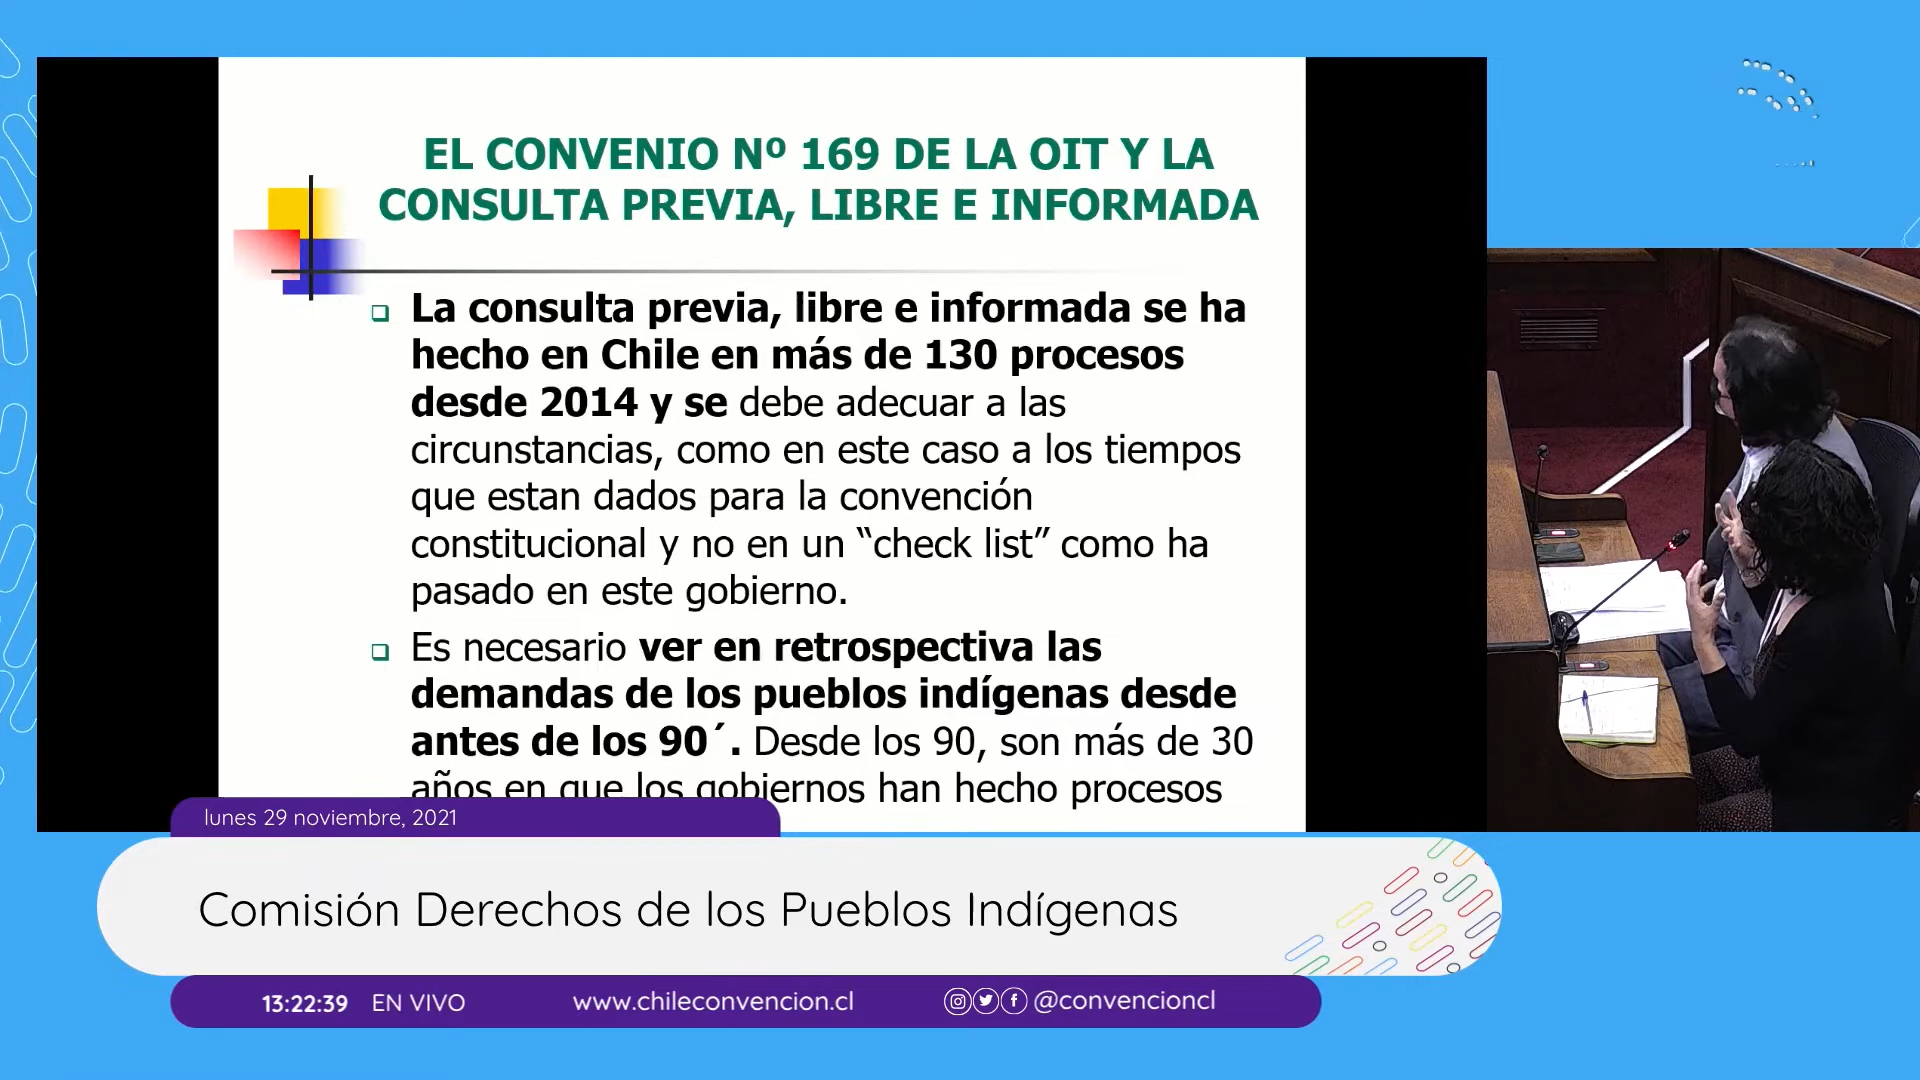 EL CONVENIO Nº 169 DE LA OIT Y LA
CONSULTA PREVIA, LIBRE E INFORMADA
La consulta previa, libre e informada se ha
hecho en Chile en más de 130 procesos
desde 2014 y se debe adecuar a las
circunstancias, como en este caso a los tiempos
que estan dados para la convención
constitucional y no en un “check list” como ha
pasado en este gobierno.
Es necesario ver en retrospectiva las
demandas de los pueblos indígenas desde
antes de los 90´. Desde los 90, son más de 30
años en que los gobiernos han hecho procesos
lunes 29 noviembre, 2021
Comisión Derechos de los Pueblos Indígenas
13:22:39 EN VIVO www.chileconvencion.cl @convencioncl